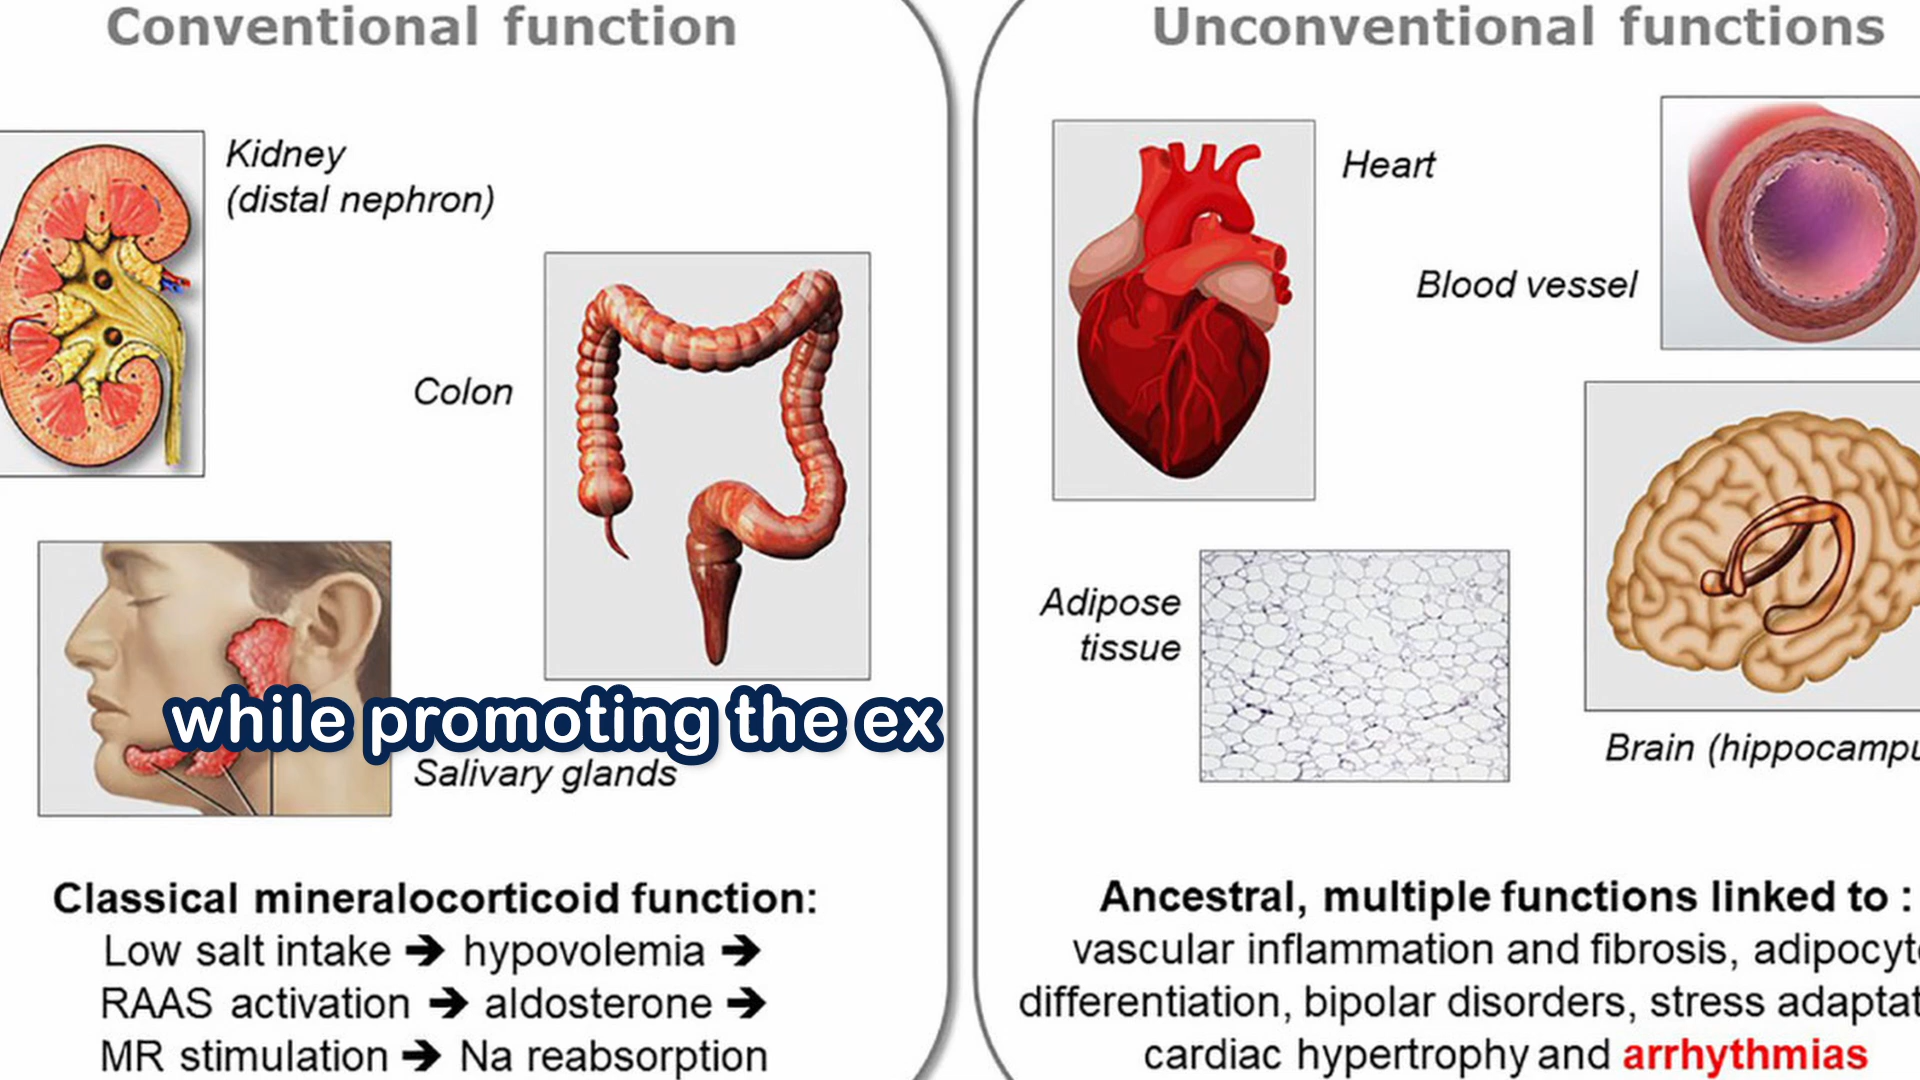 Conventional function
Kidney
(distal nephron)
Colon
while promoting the ex
Salivary glands
Classical mineralocorticoid function:
Low salt intake ➔ hypovolemia ➔
RAAS activation ➔ aldosterone ➔
MR stimulation ➔ Na reabsorption
Unconventional functions
Heart
Blood vessel
Adipose
tissue
Brain (hippocampu
Ancestral, multiple functions linked to :
vascular inflammation and fibrosis, adipocyt
differentiation, bipolar disorders, stress adaptat
cardiac hypertrophy and arrhythmias